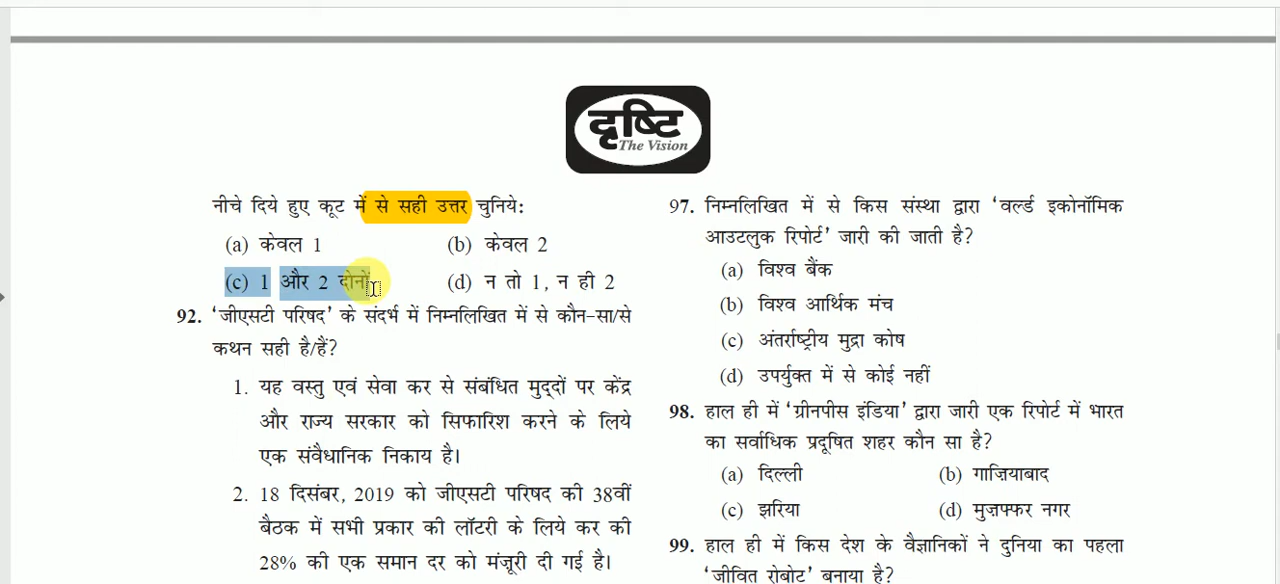 दृष्टि
The Vision
नीचे दिये हुए कूट में से सही उत्तर चुनिये:
(a) केवल 1 (b) केवल 2
(c) 1 और 2 दोनों (d) न तो 1, न ही 2
92. 'जीएसटी परिषद' के संदर्भ में निम्नलिखित में से कौन-सा/से
कथन सही है/हैं?
1. यह वस्तु एवं सेवा कर से संबंधित मुद्दों पर केंद्र
और राज्य सरकार को सिफारिश करने के लिये
एक संवैधानिक निकाय है।
2. 18 दिसंबर, 2019 को जीएसटी परिषद की 38वीं
बैठक में सभी प्रकार की लॉटरी के लिये कर की
28% की एक समान दर को मंज़ूरी दी गई है।
97. निम्नलिखित में से किस संस्था द्वारा 'वर्ल्ड इकोनॉमिक
आउटलुक रिपोर्ट' जारी की जाती है?
(a) विश्व बैंक
(b) विश्व आर्थिक मंच
(c) अंतर्राष्ट्रीय मुद्रा कोष
(d) उपर्युक्त में से कोई नहीं
98. हाल ही में 'ग्रीनपीस इंडिया' द्वारा जारी एक रिपोर्ट में भारत
का सर्वाधिक प्रदूषित शहर कौन सा है?
(a) दिल्ली (b) गाज़ियाबाद
(c) झरिया (d) मुज़फ्फर नगर
99. हाल ही में किस देश के वैज्ञानिकों ने दुनिया का पहला
'जीवित रोबोट' बनाया है?